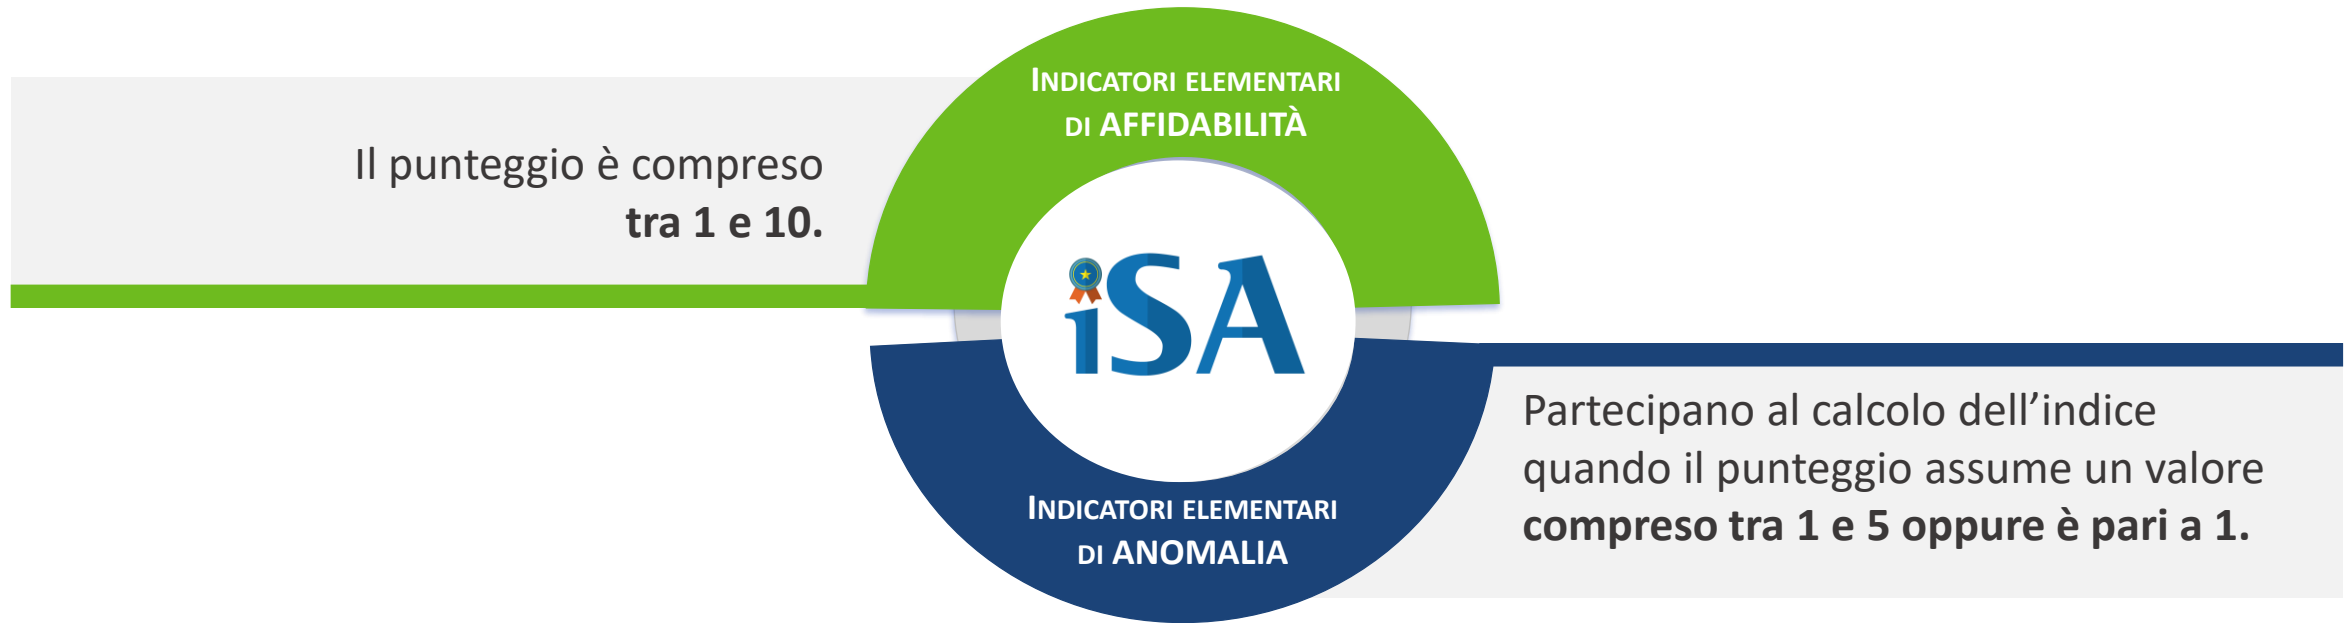 INDICATORI ELEMENTARI
DI AFFIDABILITÀ
Il punteggio è compreso
tra 1 e 10.
iSA
Partecipano al calcolo dell’indice
quando il punteggio assume un valore
compreso tra 1 e 5 oppure è pari a 1.
INDICATORI ELEMENTARI
DI ANOMALIA